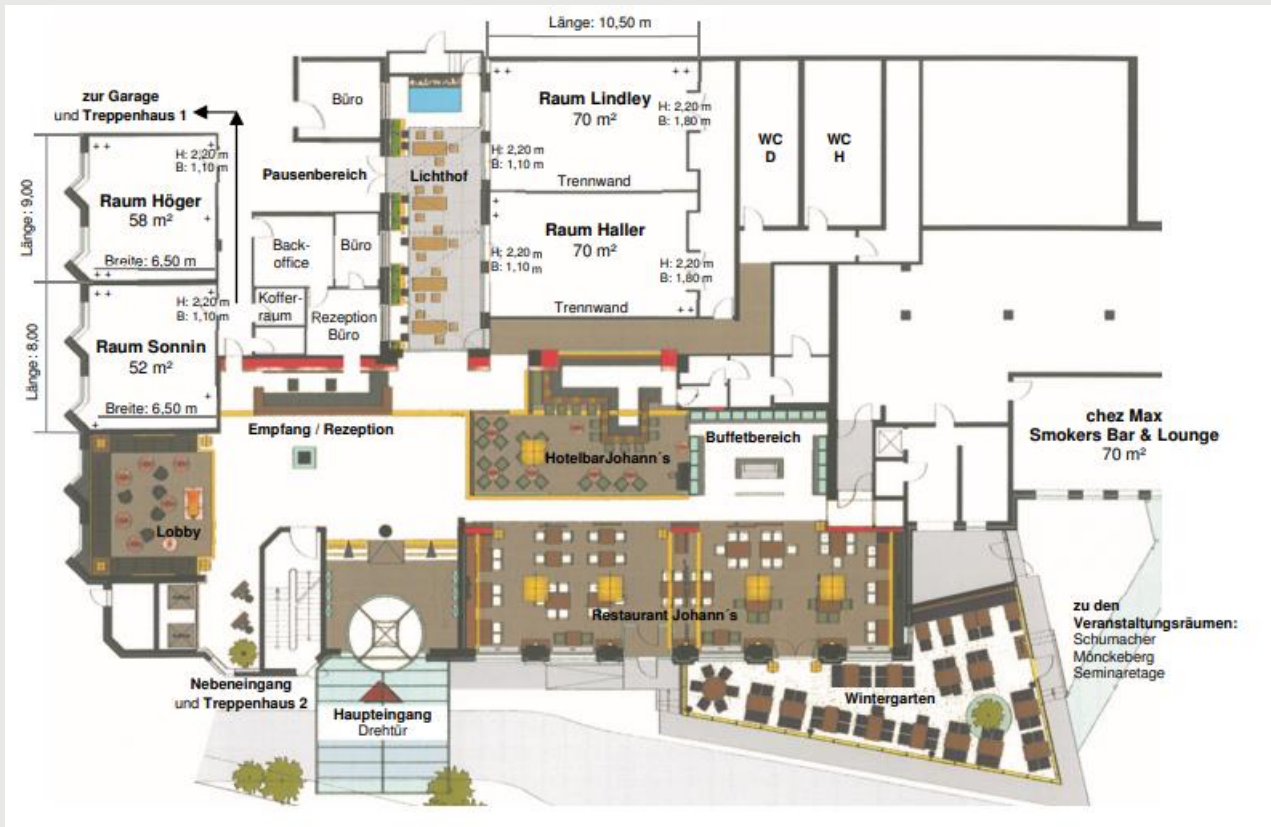 Länge: 10,50 m
zur Garage
und Treppenhaus 1
Büro
Raum Lindley
70 m²
H: 2,20 m
B: 1,80 m
WC
D
WC
H
H: 2,20 m
B: 1,10 m
H: 2,20 m
B: 1,10 m
Pausenbereich
Lichthof
Trennwand
Länge: 9,00
Raum Höger
58 m²
Breite: 6,50 m
Back-
office
Büro
Raum Haller
70 m²
H: 2,20 m
B: 1,10 m
H: 2,20 m
B: 1,80 m
Trennwand
H: 2,20 m
B: 1,10 m
Koffer-
raum
Rezeption
Büro
Länge: 8,00
Raum Sonnin
52 m²
Breite: 6,50 m
Empfang / Rezeption
Buffetbereich
HotelbarJohann´s
chez Max
Smokers Bar & Lounge
70 m²
Lobby
Restaurant Johann´s
zu den
Veranstaltungsräumen:
Schumacher
Mönckeberg
Seminaretage
Nebeneingang
und Treppenhaus 2
Haupteingang
Drehtür
Wintergarten